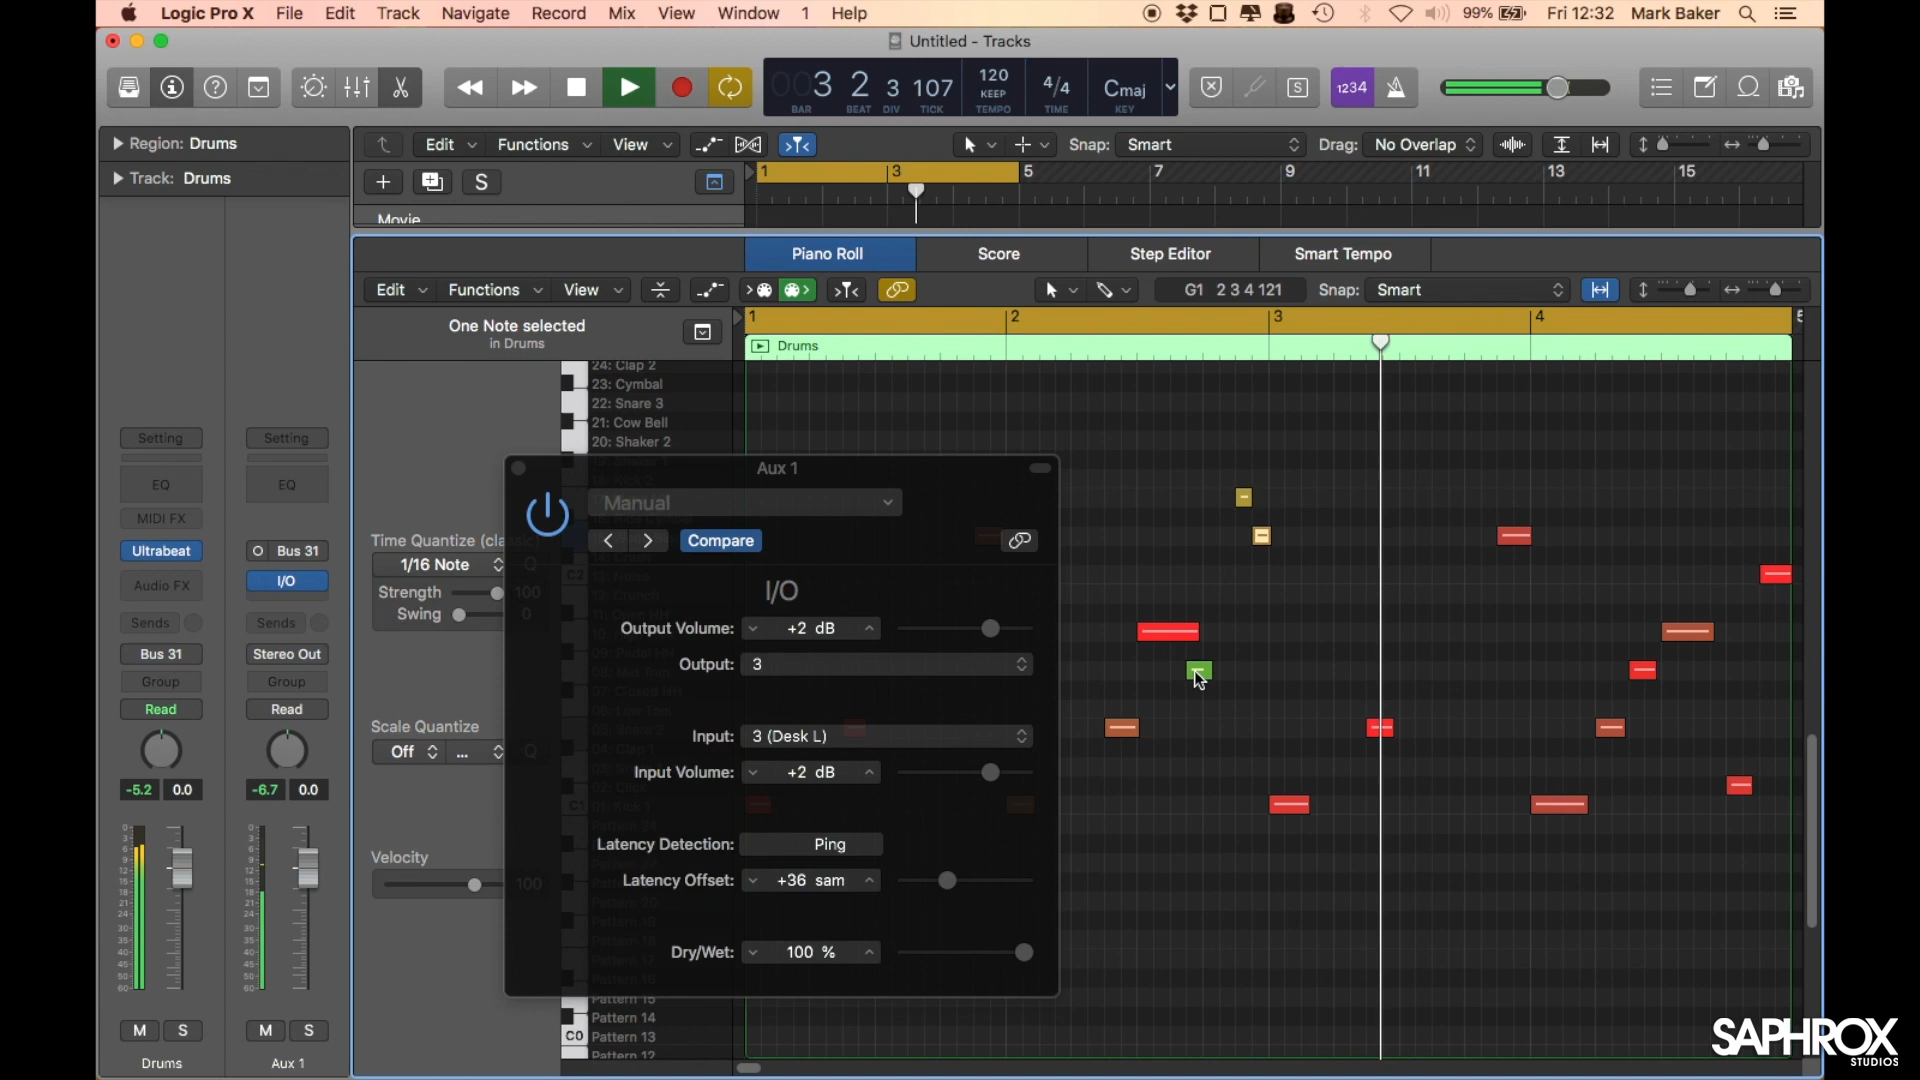 Logic Pro X File Edit Track Navigate Record Mix View Window 1 Help 99% Fri 12:32 Mark Baker
Untitled - Tracks
003 2 3 107 120 KEEP 4/4 Cmaj 1234
BAR BEAT DIV TICK TEMPO TIME KEY
Region: Drums Edit Functions View Snap: Smart Drag: No Overlap
Track: Drums S 1 3 5 7 9 11 13 15
Movie
Piano Roll Score Step Editor Smart Tempo
Edit Functions View G1 2 3 4 121 Snap: Smart
One Note selected
in Drums
1 2 3 4 5
Drums
24: Clap 2
23: Cymbal
22: Snare 3
21: Cow Bell
20: Shaker 2
Setting Setting
EQ EQ
MIDI FX
Ultrabeat Bus 31
Audio FX I/O
Sends Sends
Bus 31 Stereo Out
Group Group
Read Read
-5.2 0.0 -6.7 0.0
M S M S
Drums Aux 1
Time Quantize (clas
1/16 Note Q
Strength 100
Swing 0
Scale Quantize
Off ... Q
Velocity
100
Aux 1
Manual
Compare
I/O
Output Volume: +2 dB
Output: 3
Input: 3 (Desk L)
Input Volume: +2 dB
Latency Detection: Ping
Latency Offset: +36 sam
Dry/Wet: 100 %
C2
C1
Pattern 15
Pattern 14
C0 Pattern 13
Pattern 12
SAPHROX
STUDIOS